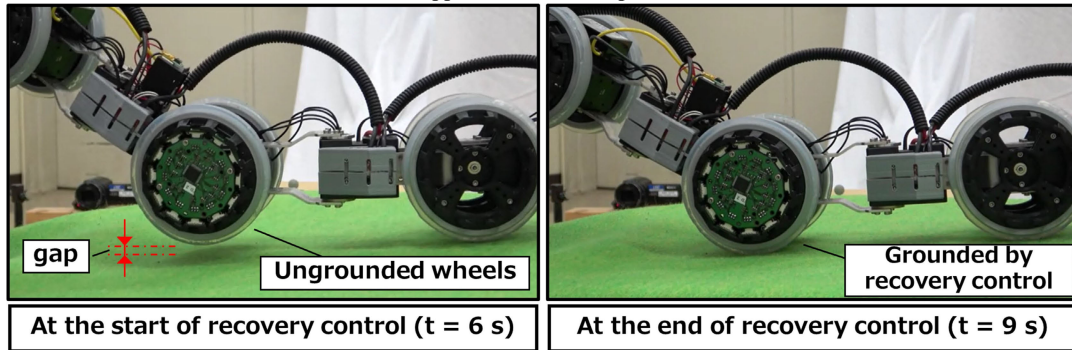 gap
Ungrounded wheels
Grounded by
recovery control
At the start of recovery control (t = 6 s)
At the end of recovery control (t = 9 s)